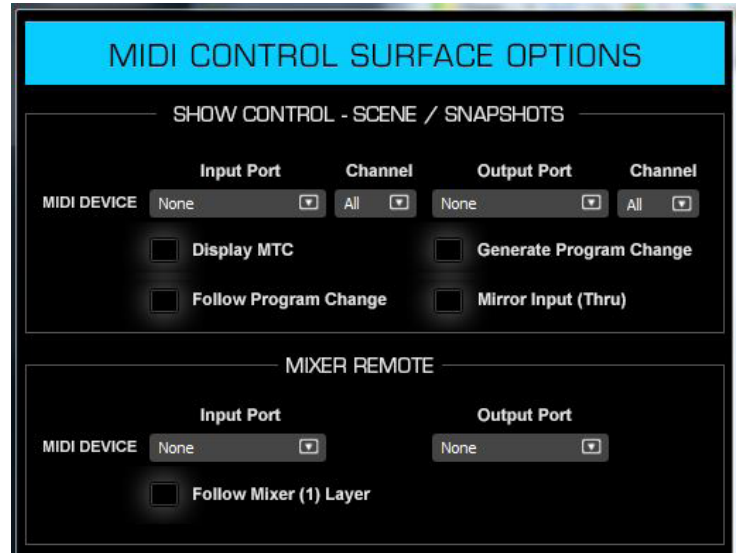 MIDI CONTROL SURFACE OPTIONS
SHOW CONTROL - SCENE / SNAPSHOTS
Input Port Channel Output Port Channel
MIDI DEVICE None All None All
Display MTC Generate Program Change
Follow Program Change Mirror Input (Thru)
MIXER REMOTE
Input Port Output Port
MIDI DEVICE None None
Follow Mixer (1) Layer